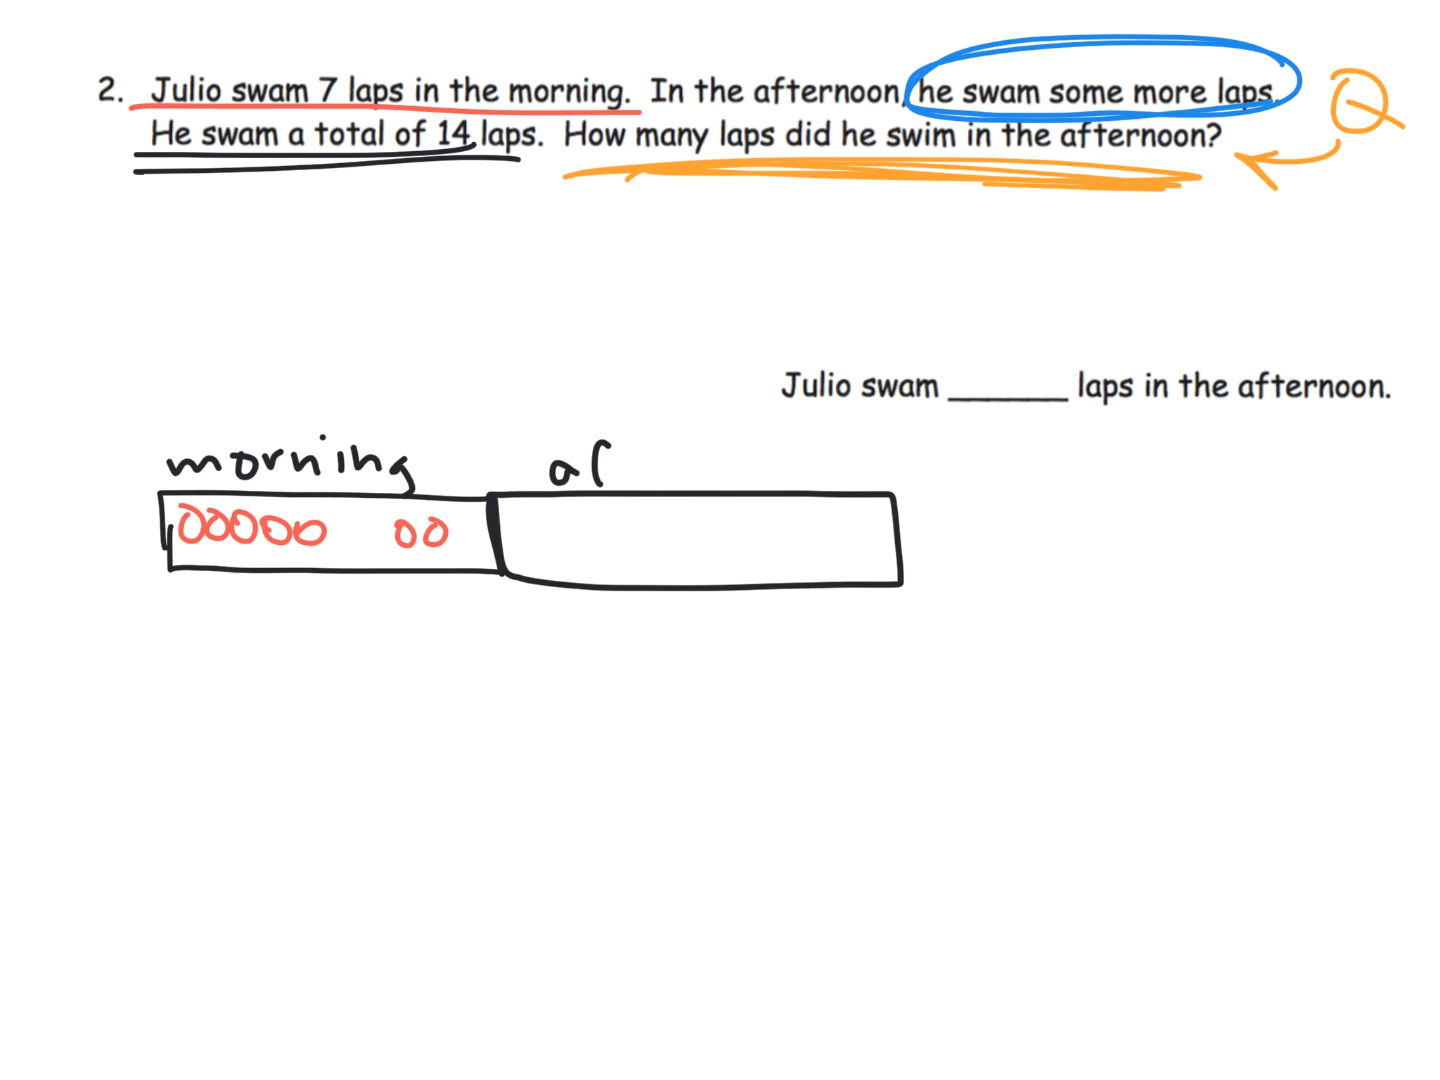 2. Julio swam 7 laps in the morning. In the afternoon, he swam some more laps. Q
He swam a total of 14 laps. How many laps did he swim in the afternoon?
Julio swam ______ laps in the afternoon.
morning af
00000 00